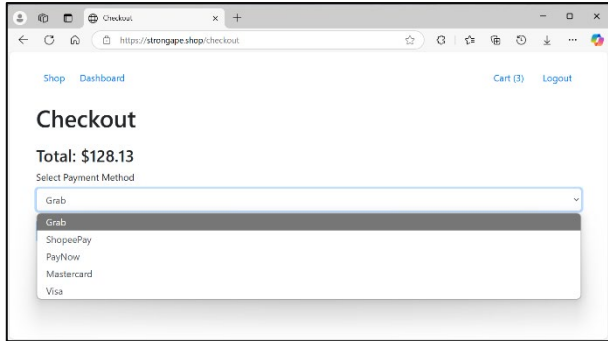 Checkout
https://strongape.shop/checkout
Shop Dashboard Cart (3) Logout
Checkout
Total: $128.13
Select Payment Method
Grab
Grab
ShopeePay
PayNow
Mastercard
Visa